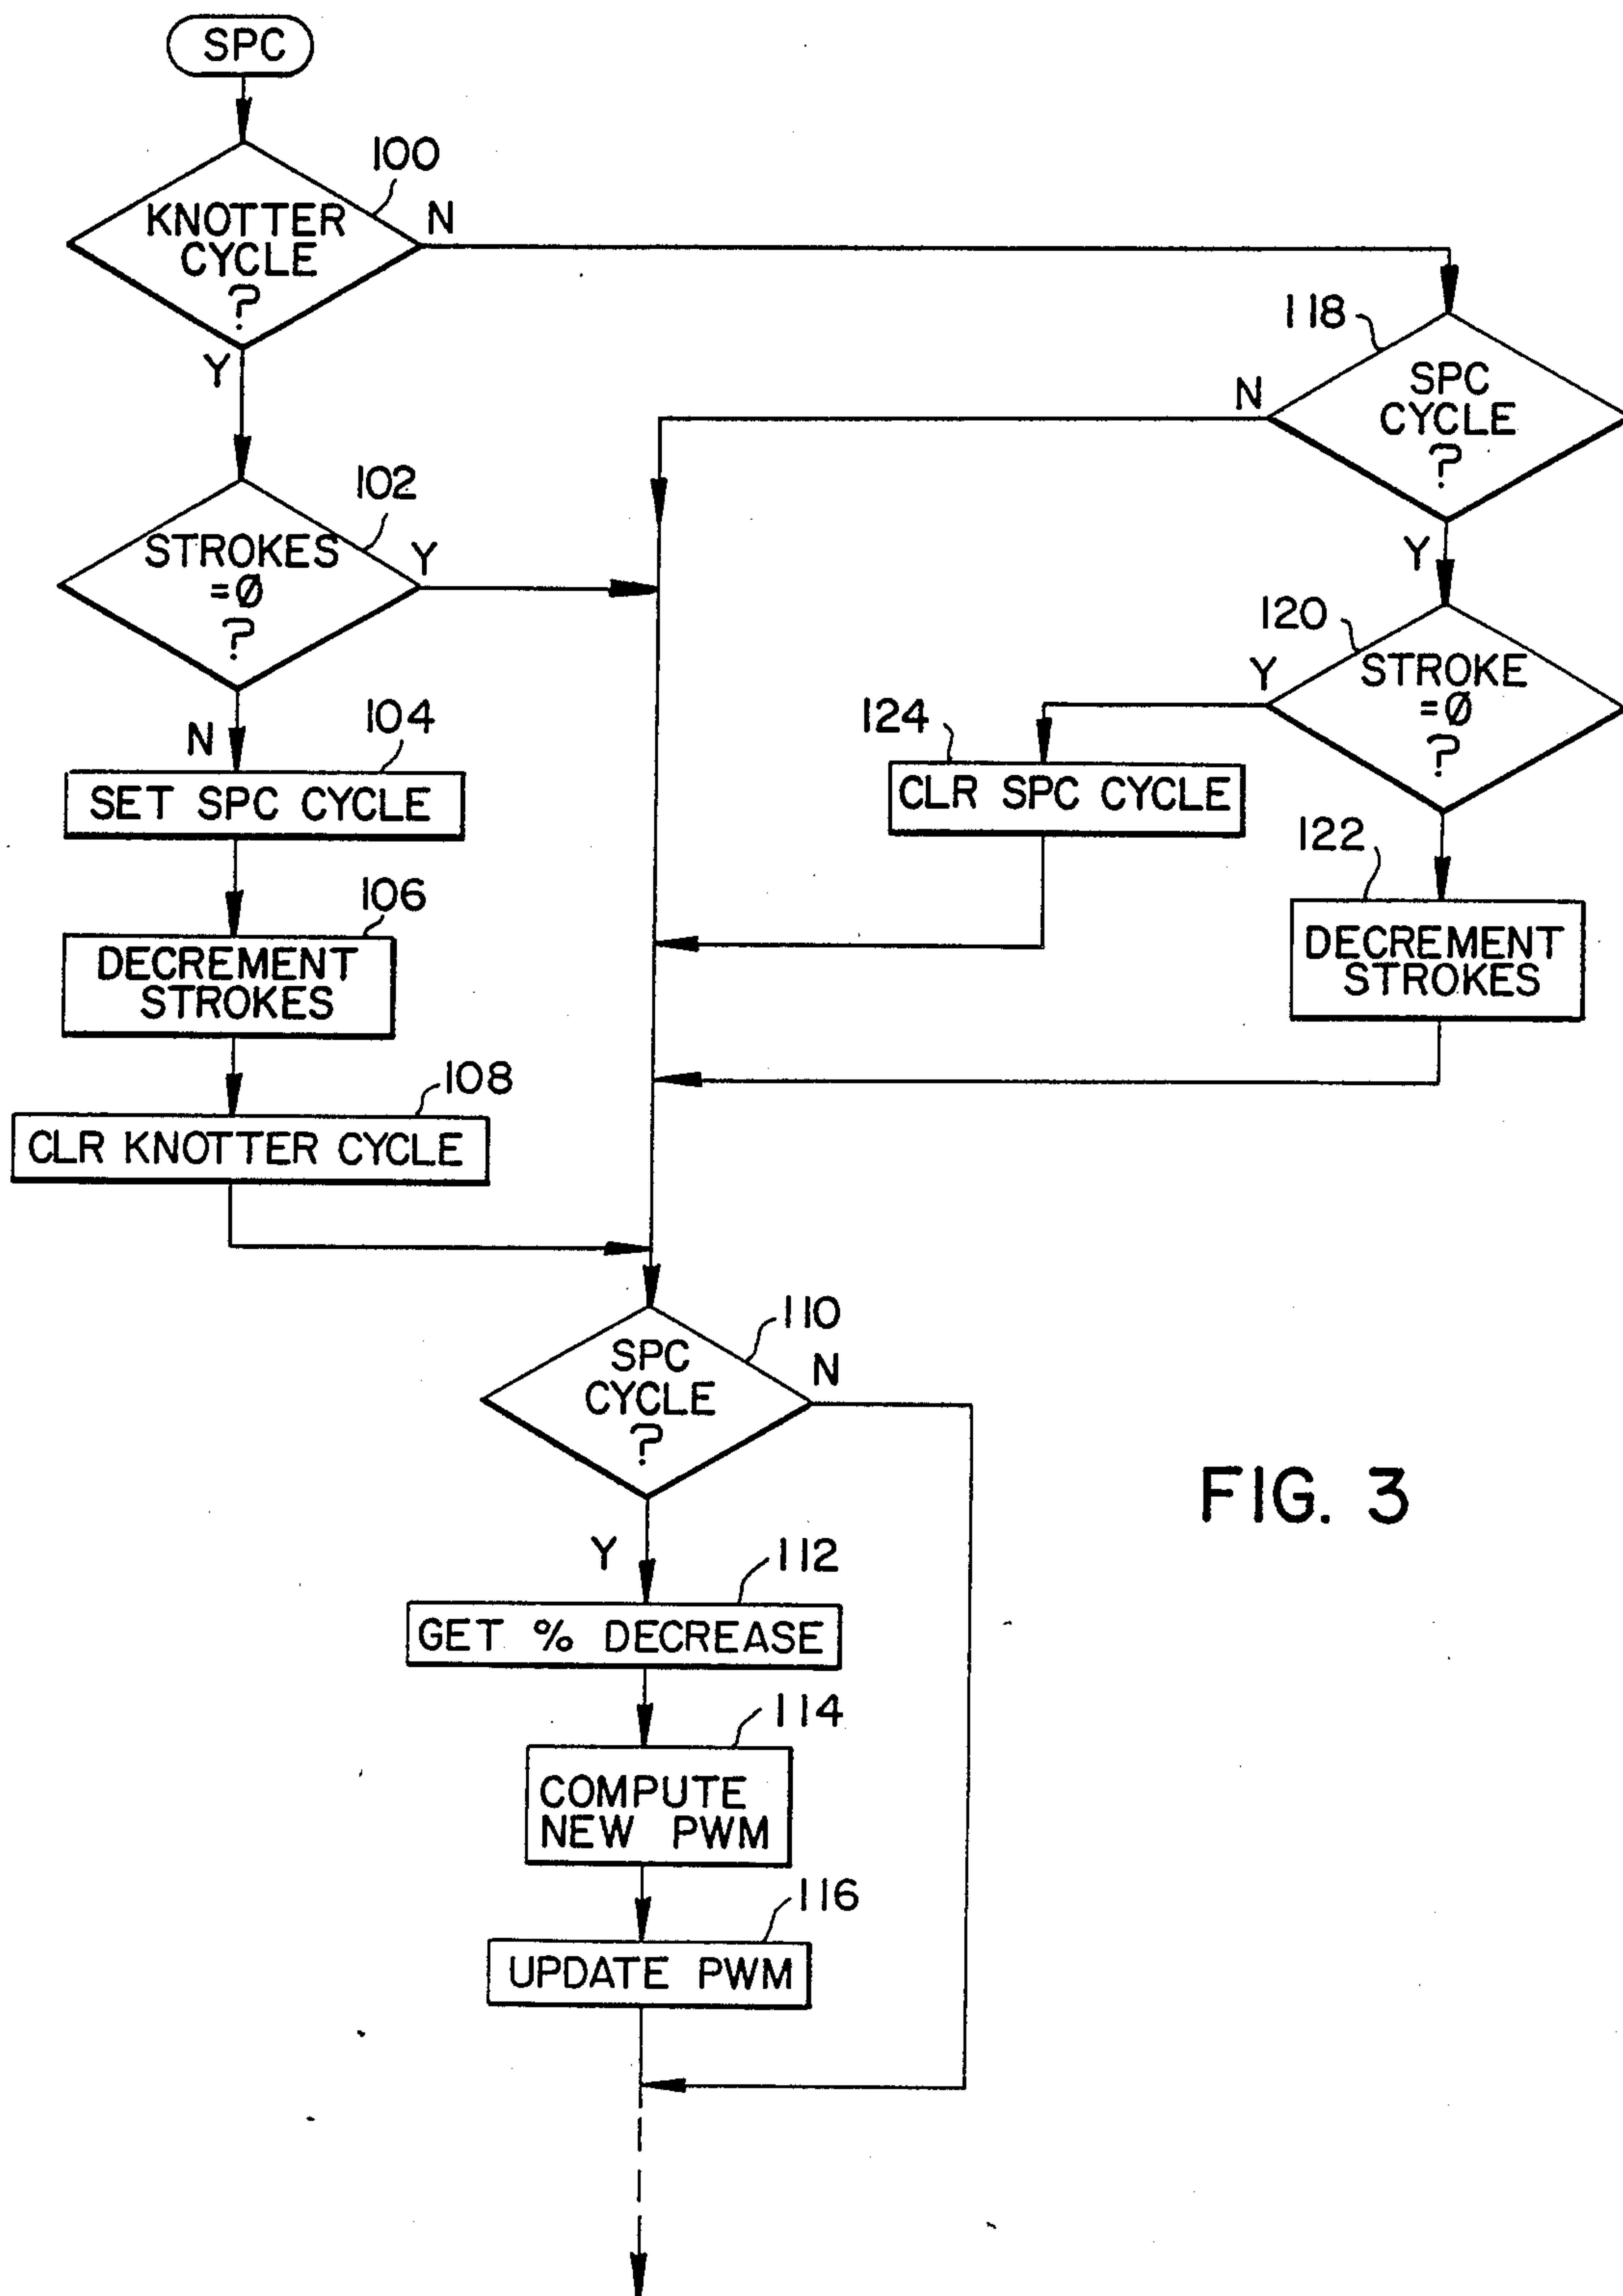 SPC
100
KNOTTER
CYCLE
?
N
Y
118
SPC
CYCLE
?
N
Y
102
STROKES
=Ø
?
Y
N
120
STROKE
=Ø
?
Y
104
SET SPC CYCLE
124
CLR SPC CYCLE
122
DECREMENT
STROKES
106
DECREMENT
STROKES
108
CLR KNOTTER CYCLE
110
SPC
CYCLE
?
N
Y
FIG. 3
112
GET % DECREASE
114
COMPUTE
NEW PWM
116
UPDATE PWM